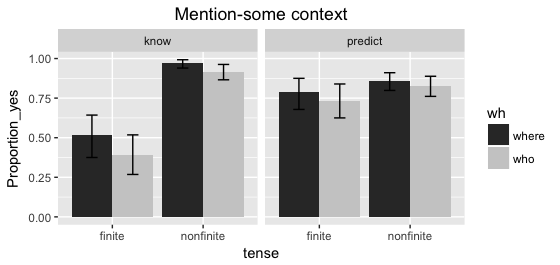 Mention-some context
know
predict
Proportion_yes
1.00
0.75
0.50
0.25
0.00
finite
nonfinite
finite
nonfinite
tense
wh
where
who